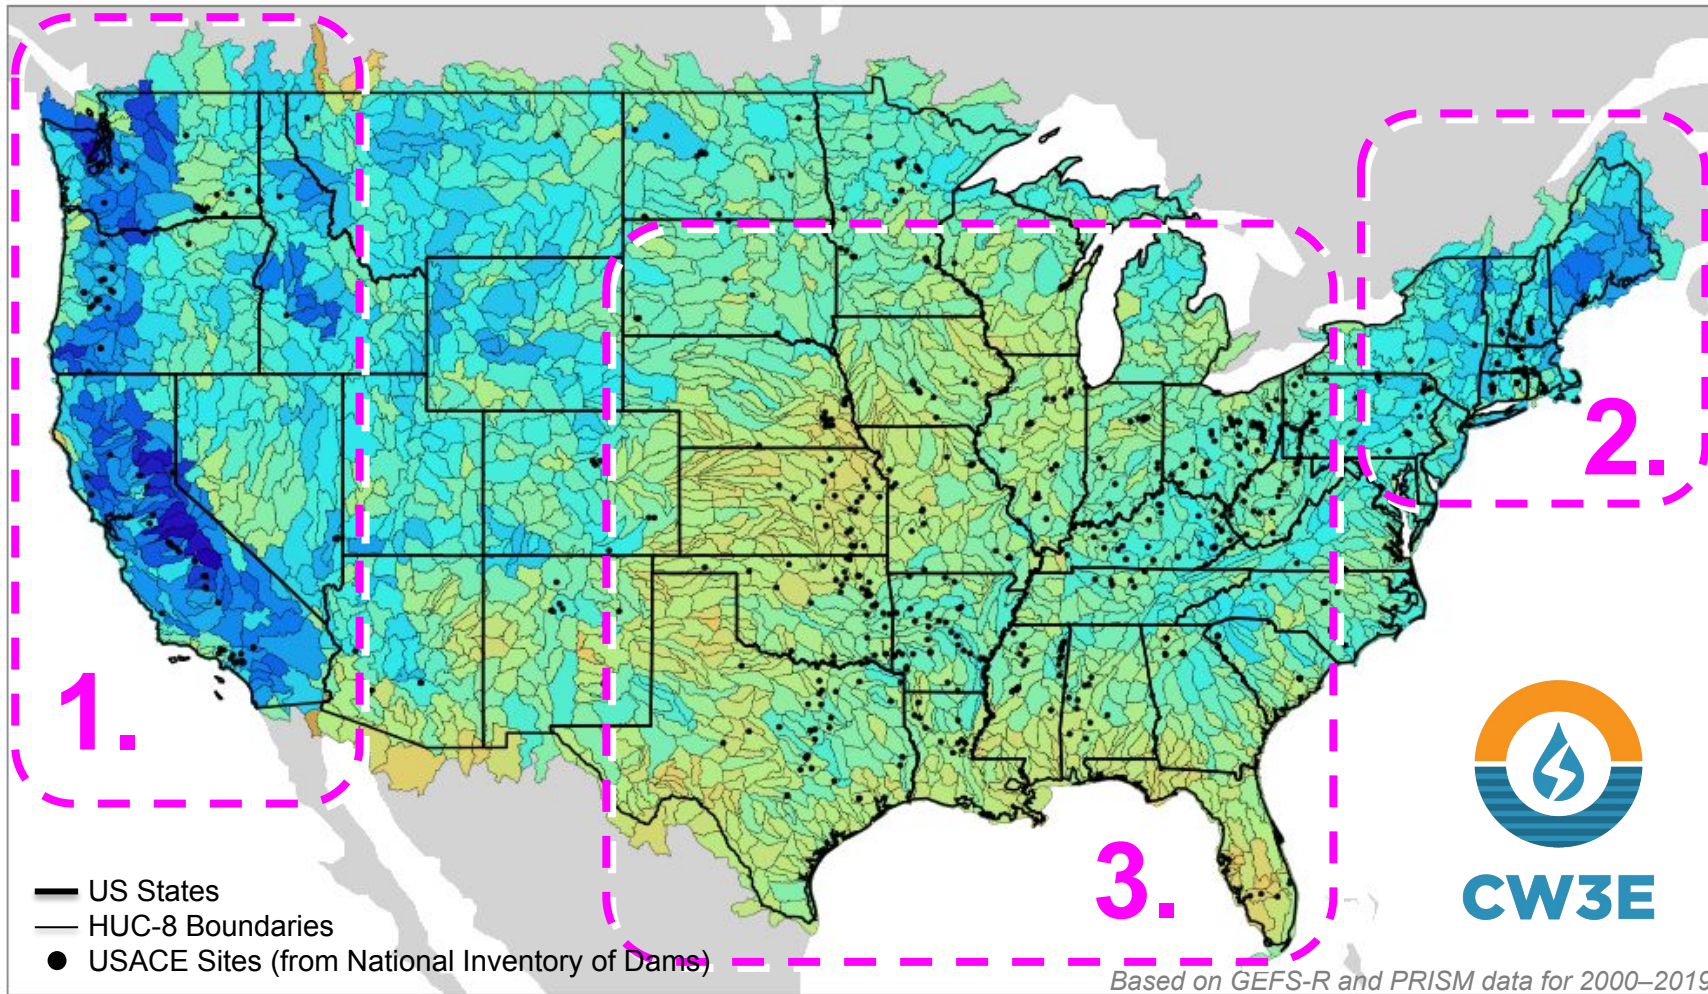 1.
2.
3.
CW3E
US States
HUC-8 Boundaries
USACE Sites (from National Inventory of Dams)
Based on GEFS-R and PRISM data for 2000–2019